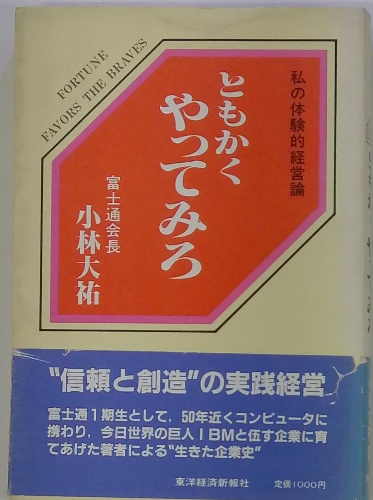 FORTUNE
FAVORS THE BRAVES
私の体験的経営論
ともかく
やってみろ
富士通会長
小林大祐
"信頼と創造"の実践経営
富士通1期生として，50年近くコンピュータに
携わり，今日世界の巨人IBMと伍す企業に育
てあげた著者による"生きた企業史"
東洋経済新報社
定価1000円